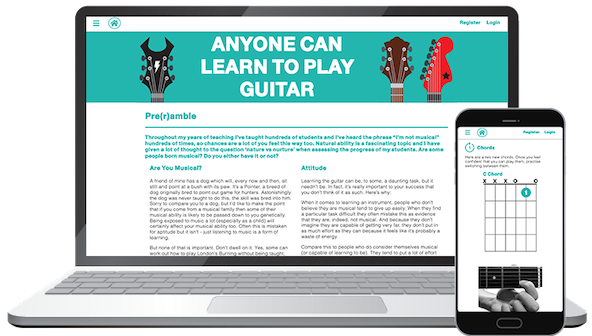 Register Login
ANYONE CAN
LEARN TO PLAY
GUITAR
Pre(r)amble
Throughout my years of teaching I've taught hundreds of students and I've heard the phrase "I'm not musical"
hundreds of times, so chances are a lot of you feel this way too. Natural ability is a fascinating topic and I have
given a lot of thought to the question 'nature vs nurture' when assessing the progress of my students. Are some
people born musical? Do you either have it or not?
Are You Musical?
A friend of mine has a dog which will, every now and then, sit
still and point at a bush with its paw. It's a Pointer, a breed of
dog originally bred to point out game for hunters. Astonishingly
the dog was never taught to do this, the skill was bred into him.
Sorry to compare you to a dog, but I'd like to make the point
that if you come from a musical family then some of their
musical ability is likely to be passed down to you genetically.
Being exposed to music a lot (especially as a child) will
certainly affect your musical ability too. Often this is mistaken
for aptitude but it isn't - just listening to music is a form of
learning.
But none of that is important. Don't dwell on it. Yes, some can
work out how to play London's Burning without being taught,
Attitude
Learning the guitar can be, to some, a daunting task, but it
needn't be. In fact, it's really important to your success that
you don't think of it as such. Here's why:
When it comes to learning an instrument, people who don't
believe they are musical tend to give up easily. When they find
a particular task difficult they often mistake this as evidence
that they are, indeed, not musical. And because they don't
imagine they are capable of getting very far, they don't put in
as much effort as they can because it feels like it's probably a
waste of energy.
Compare this to people who do consider themselves musical
(or capable of learning to be). They tend to put a lot of effort
Register Login
Chords
Here are a two new chords. Once you feel
confident that you can play them, practise
switching between them.
C Chord
X X X O O
1